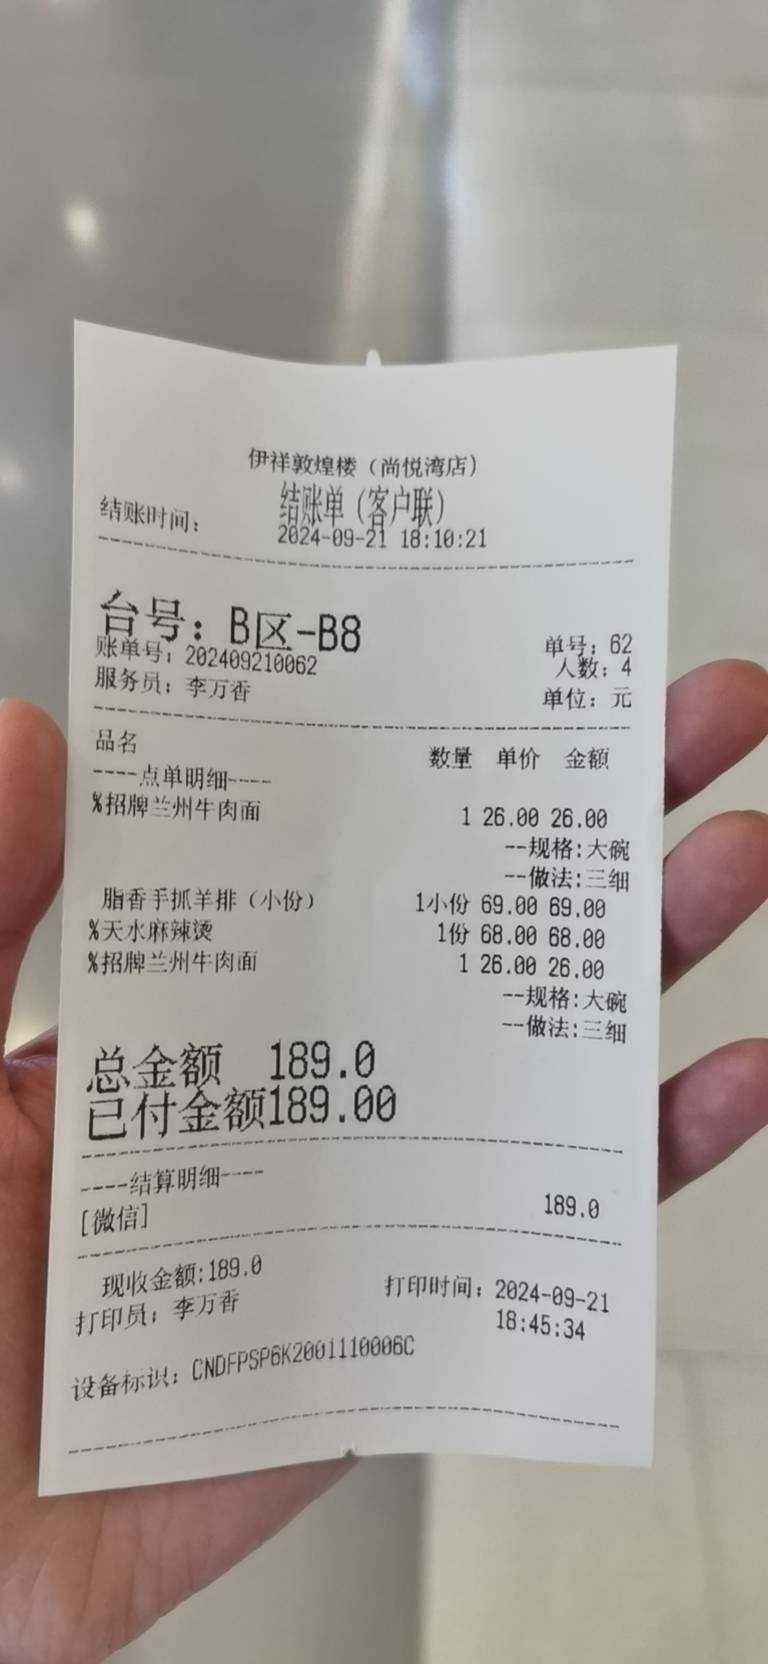 伊祥敦煌楼（尚悦湾店）
结账单（客户联）
结账时间： 2024-09-21 18:10:21
台号：B区-B8
账单号：202409210062 单号：62
人数：4
服务员：李万香 单位：元
品名 数量 单价 金额
----点单明细----
%招牌兰州牛肉面 1 26.00 26.00
--规格:大碗
--做法:三细
脂香手抓羊排（小份） 1小份 69.00 69.00
%天水麻辣烫 1份 68.00 68.00
%招牌兰州牛肉面 1 26.00 26.00
--规格:大碗
--做法:三细
总金额 189.0
已付金额189.00
----结算明细----
[微信] 189.0
现收金额:189.0
打印员：李万香 打印时间：2024-09-21
18:45:34
设备标识：CNDFPSP6K2001110006C